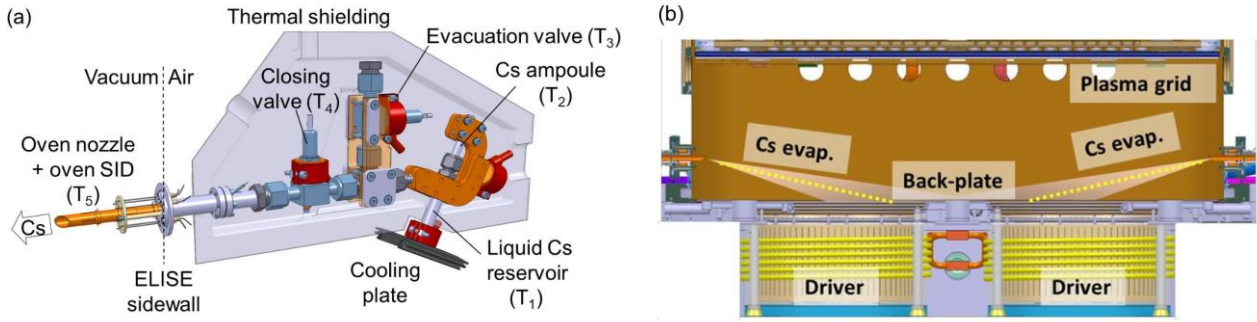 (a)
Thermal shielding
Evacuation valve (T₃)
Cs ampoule
(T₂)
Vacuum
Air
Closing
valve (T₄)
Oven nozzle
+ oven SID
(T₅)
Cs
ELISE
sidewall
Cooling
plate
Liquid Cs
reservoir
(T₁)
(b)
Plasma grid
Cs evap.
Cs evap.
Back-plate
Driver
Driver